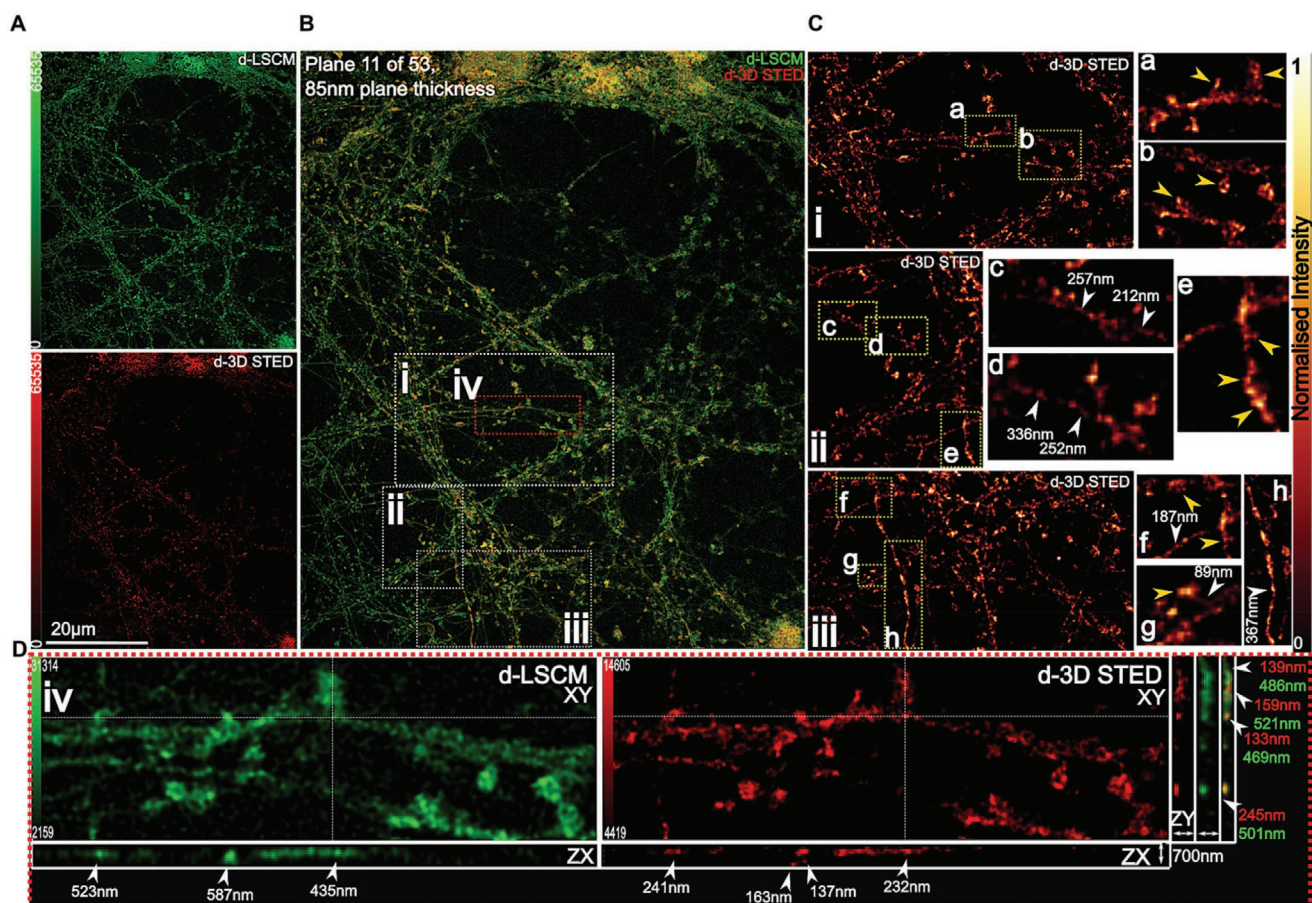 A
B
C
65535
d-LSCM
0
65535
d-3D STED
20µm
0
Plane 11 of 53,
85nm plane thickness
d-LSCM
d-3D STED
i
iv
ii
iii
d-3D STED
a
b
i
a
b
d-3D STED
c
d
e
ii
c
257nm
212nm
d
336nm
252nm
e
d-3D STED
f
g
h
iii
187nm
f
89nm
g
h
367nm
1
Normalised Intensity
0
D
31314
iv
d-LSCM
XY
2159
ZX
523nm
587nm
435nm
14605
d-3D STED
XY
4419
ZX
241nm
163nm
137nm
232nm
ZY
700nm
139nm
486nm
159nm
521nm
133nm
469nm
245nm
501nm